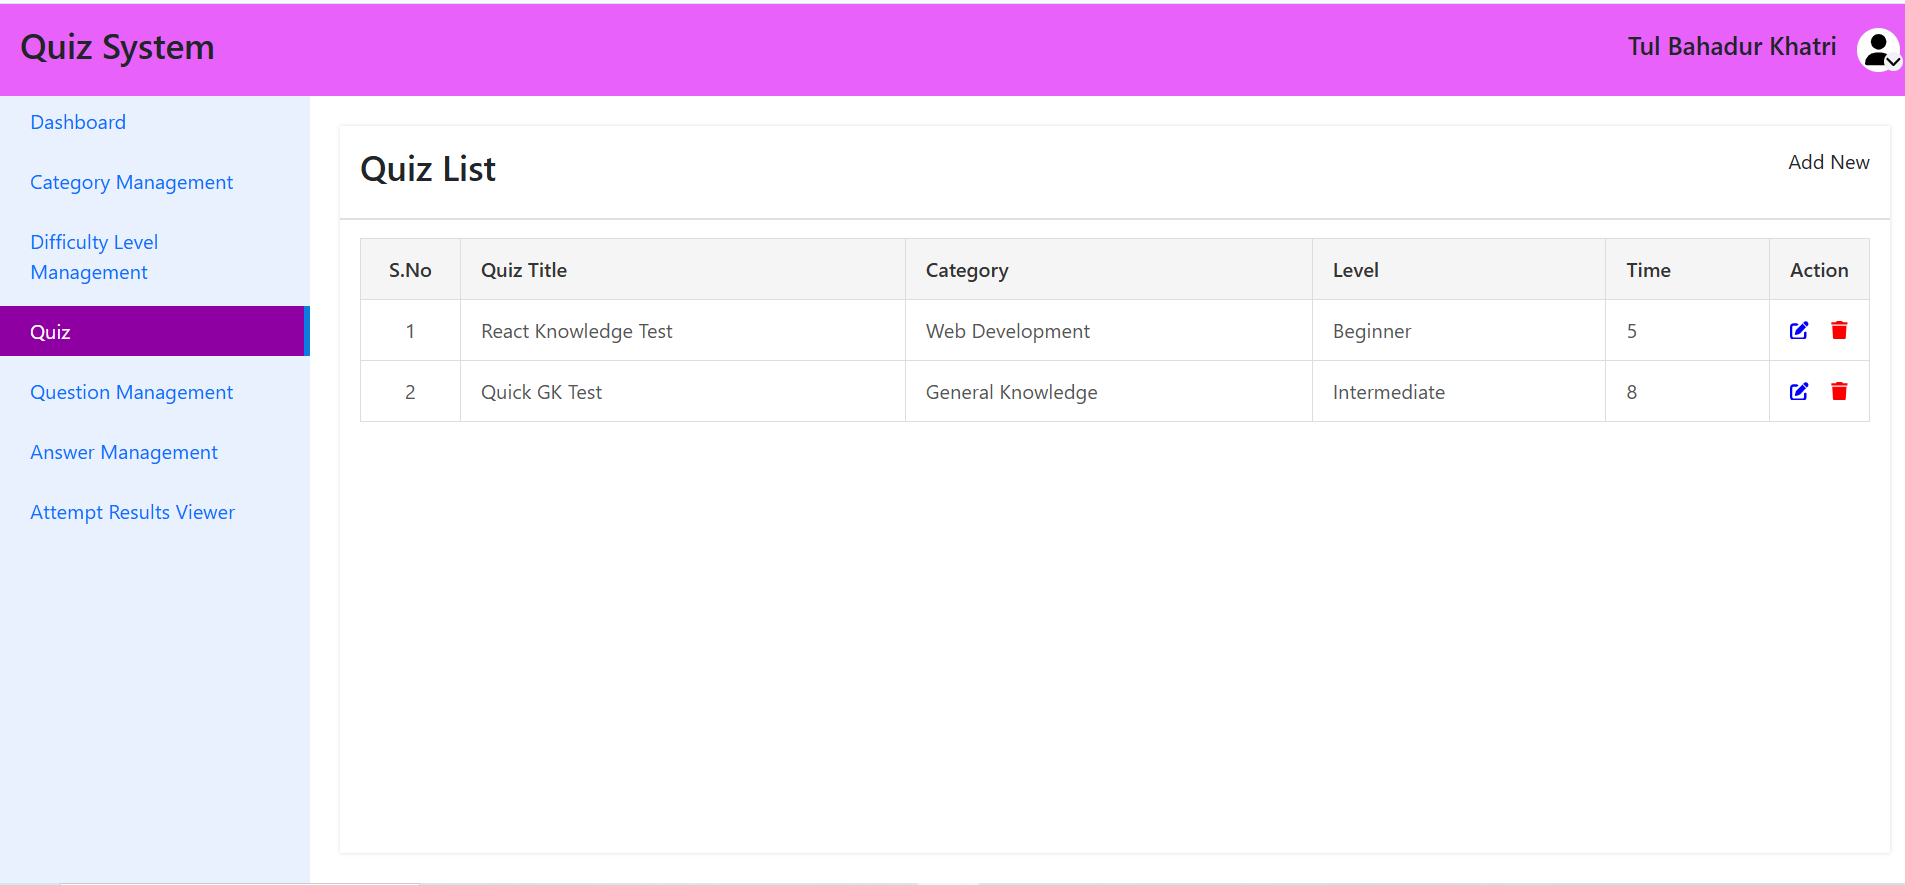 Quiz System
Tul Bahadur Khatri
Dashboard
Category Management
Difficulty Level
Management
Quiz
Question Management
Answer Management
Attempt Results Viewer
Quiz List
Add New
S.No Quiz Title Category Level Time Action
1 React Knowledge Test Web Development Beginner 5
2 Quick GK Test General Knowledge Intermediate 8